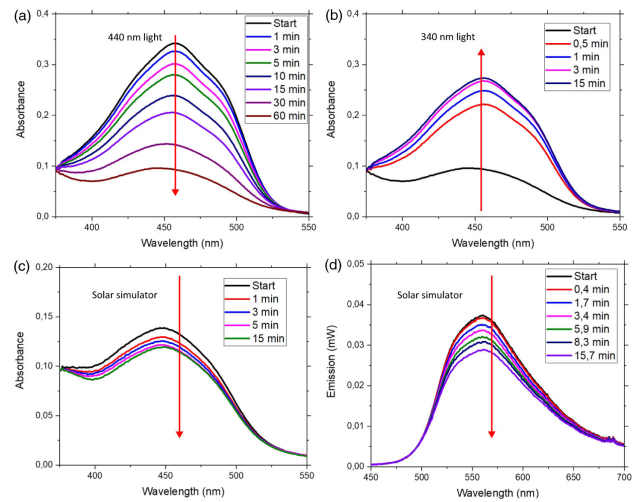 (a)
440 nm light
Start
1 min
3 min
5 min
10 min
15 min
30 min
60 min
0,4
0,3
0,2
0,1
0,0
Absorbance
400 450 500 550
Wavelength (nm)
(b)
340 nm light
Start
0,5 min
1 min
3 min
15 min
0,4
0,3
0,2
0,1
0,0
Absorbance
400 450 500 550
Wavelength (nm)
(c)
Solar simulator
Start
1 min
3 min
5 min
15 min
0,20
0,15
0,10
0,05
0,00
Absorbance
400 450 500 550
Wavelength (nm)
(d)
Solar simulator
Start
0,4 min
1,7 min
3,4 min
5,9 min
8,3 min
15,7 min
0,05
0,04
0,03
0,02
0,01
0,00
Emission (mW)
450 500 550 600 650 700
Wavelength (nm)